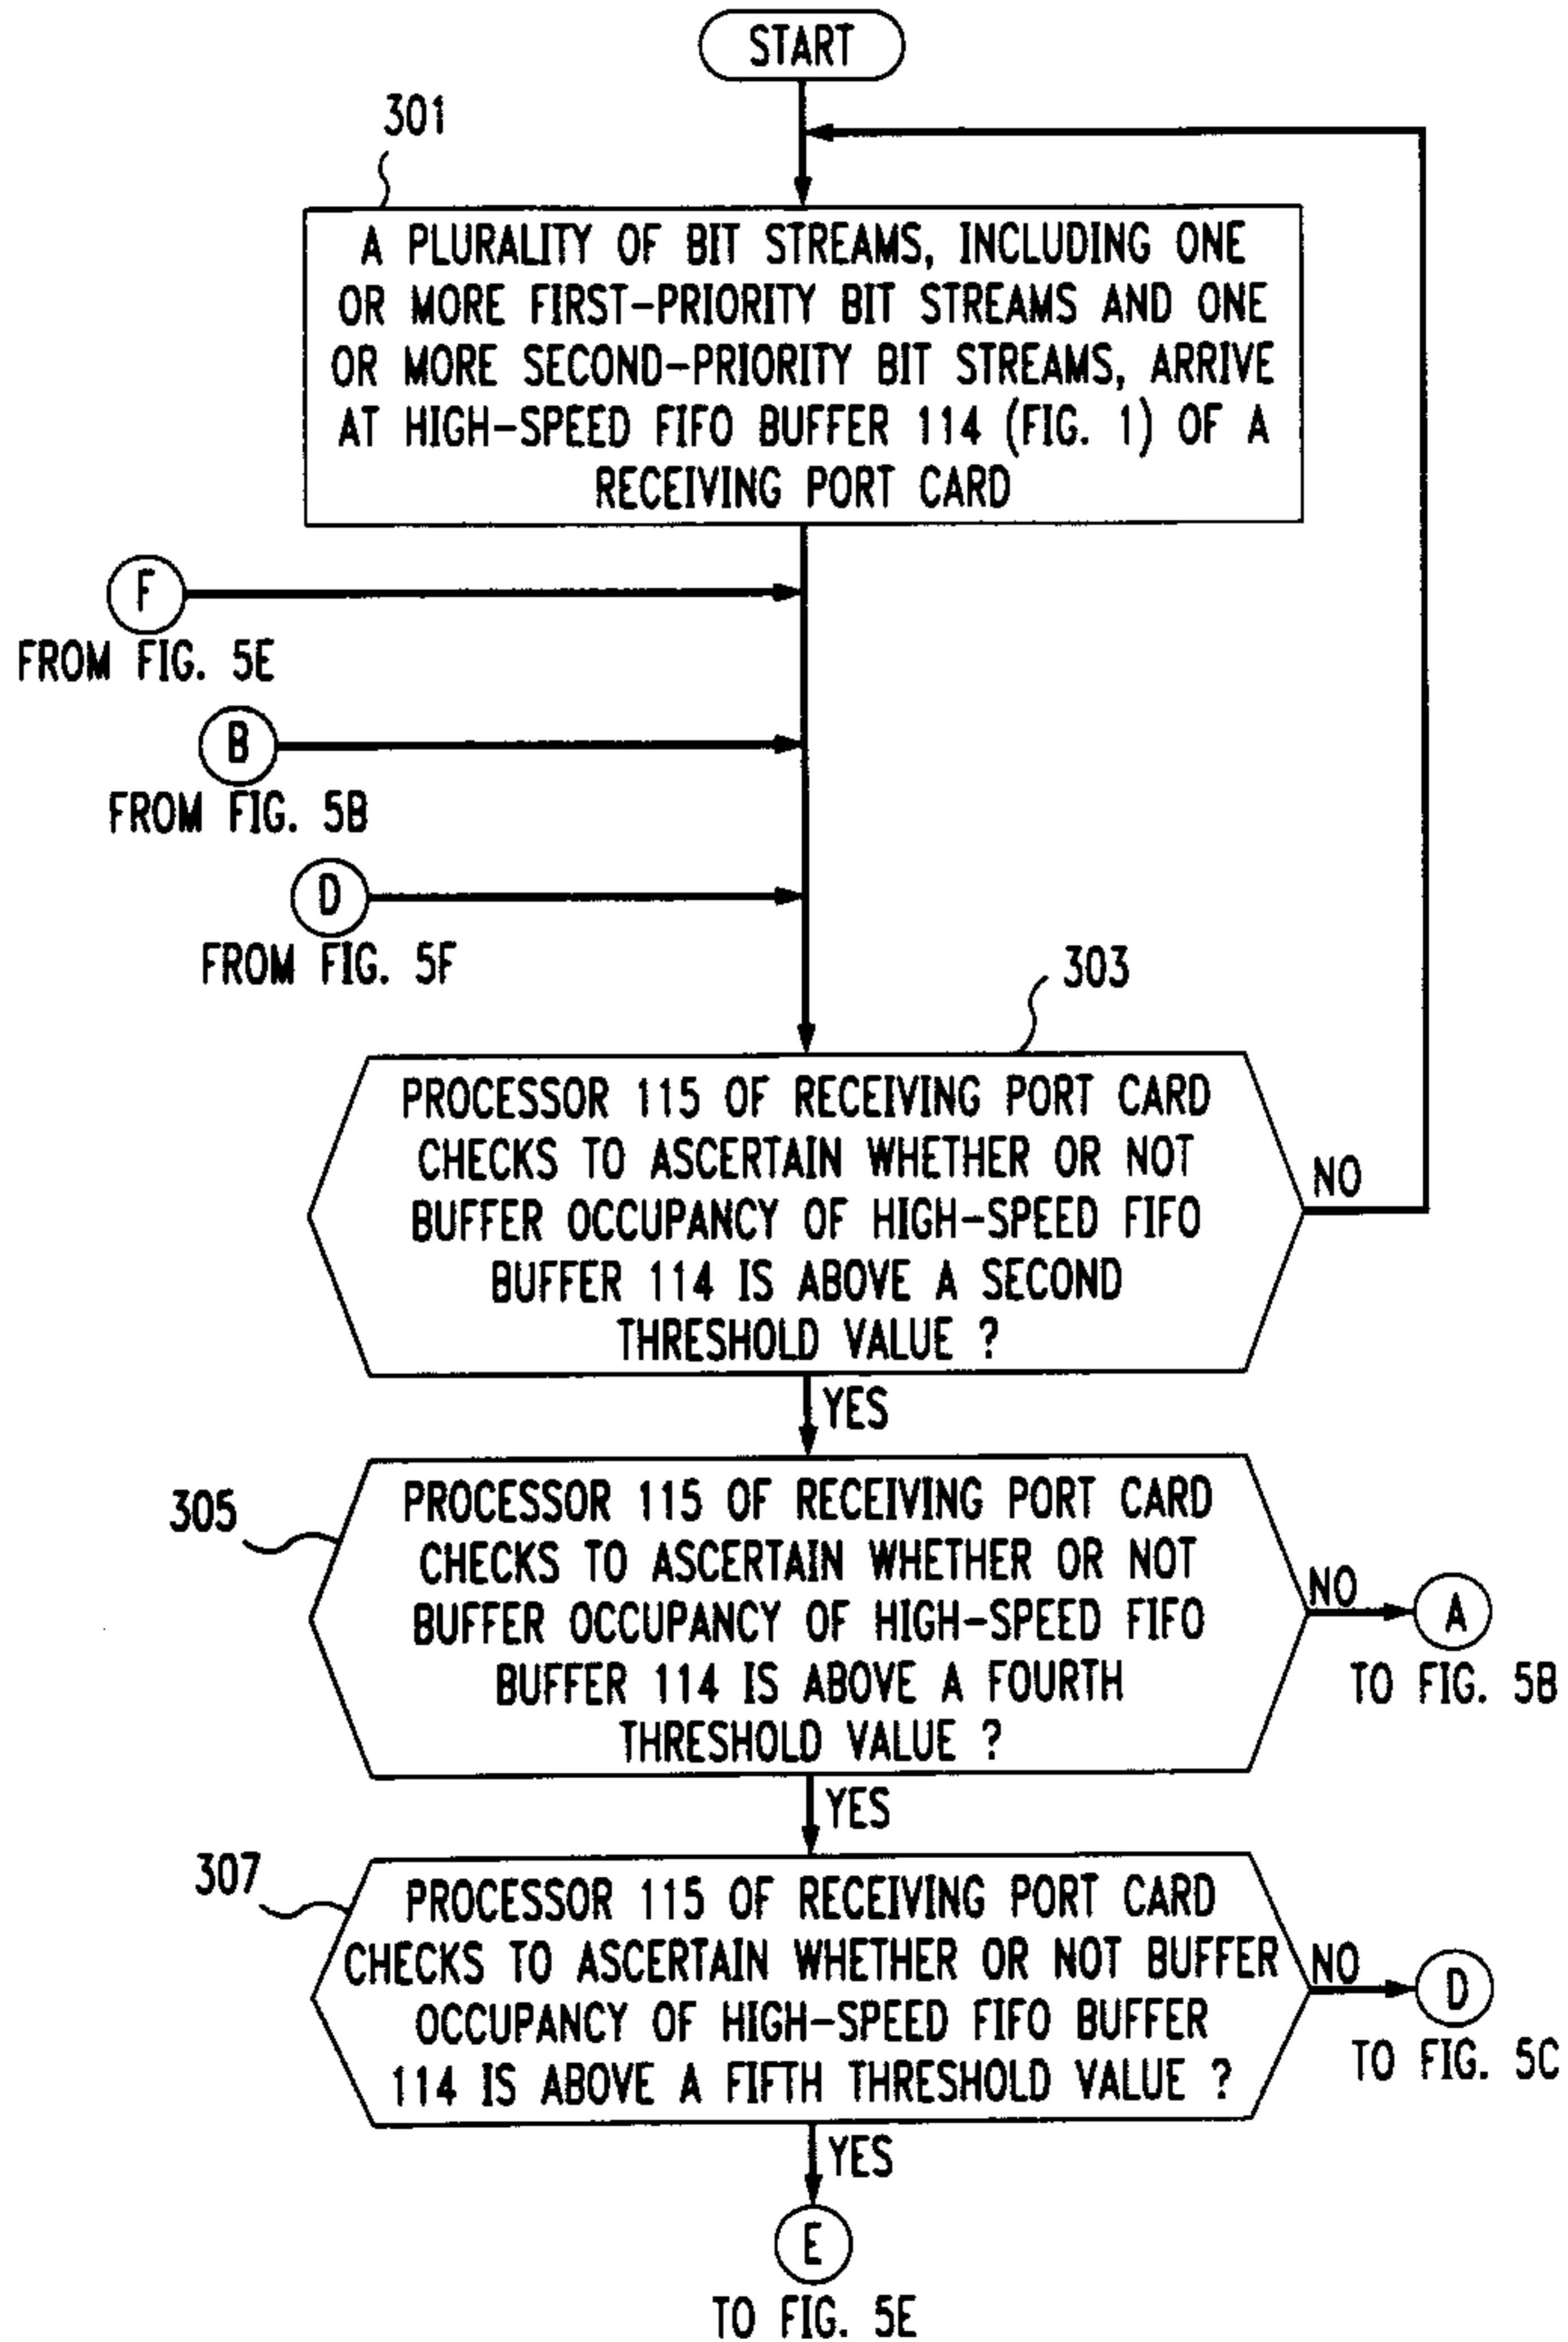 START
301
A PLURALITY OF BIT STREAMS, INCLUDING ONE
OR MORE FIRST-PRIORITY BIT STREAMS AND ONE
OR MORE SECOND-PRIORITY BIT STREAMS, ARRIVE
AT HIGH-SPEED FIFO BUFFER 114 (FIG. 1) OF A
RECEIVING PORT CARD
F
FROM FIG. 5E
B
FROM FIG. 5B
D
FROM FIG. 5F
303
PROCESSOR 115 OF RECEIVING PORT CARD
CHECKS TO ASCERTAIN WHETHER OR NOT
BUFFER OCCUPANCY OF HIGH-SPEED FIFO
BUFFER 114 IS ABOVE A SECOND
THRESHOLD VALUE ?
NO
YES
305
PROCESSOR 115 OF RECEIVING PORT CARD
CHECKS TO ASCERTAIN WHETHER OR NOT
BUFFER OCCUPANCY OF HIGH-SPEED FIFO
BUFFER 114 IS ABOVE A FOURTH
THRESHOLD VALUE ?
NO
A
TO FIG. 5B
YES
307
PROCESSOR 115 OF RECEIVING PORT CARD
CHECKS TO ASCERTAIN WHETHER OR NOT BUFFER
OCCUPANCY OF HIGH-SPEED FIFO BUFFER
114 IS ABOVE A FIFTH THRESHOLD VALUE ?
NO
D
TO FIG. 5C
YES
E
TO FIG. 5E